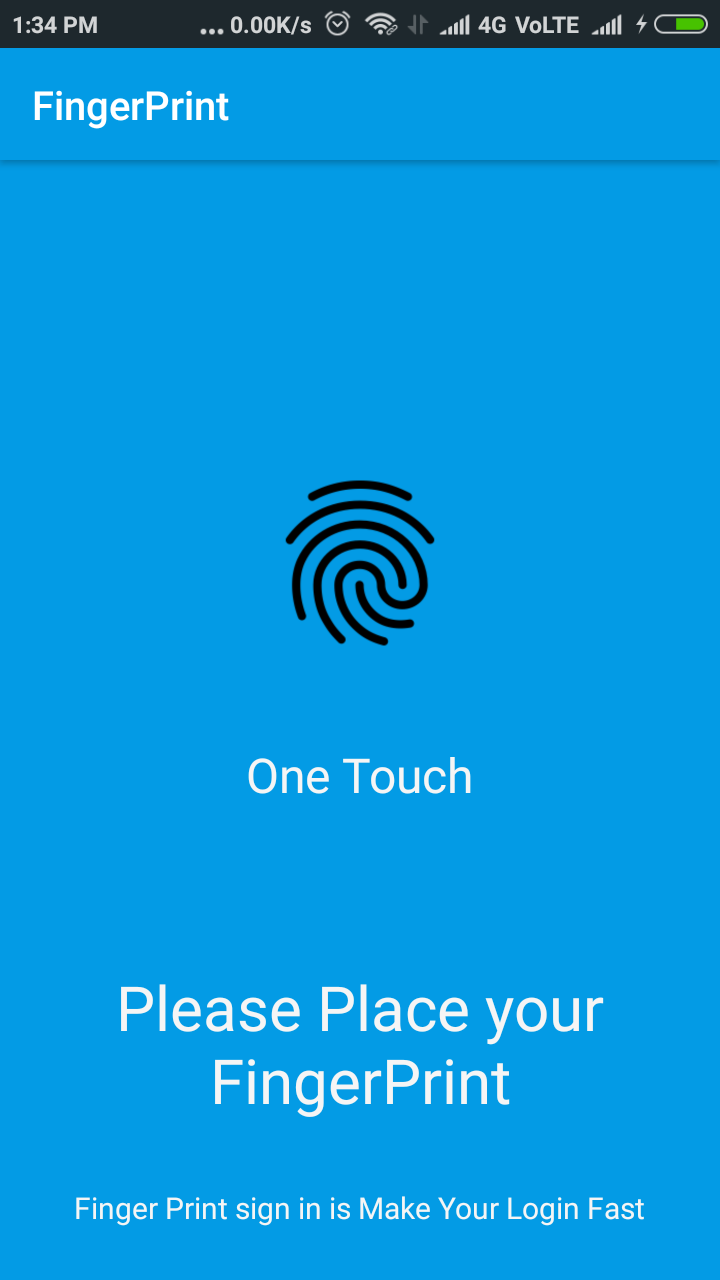 1:34 PM ... 0.00K/s 4G VoLTE
FingerPrint
One Touch
Please Place your
FingerPrint
Finger Print sign in is Make Your Login Fast